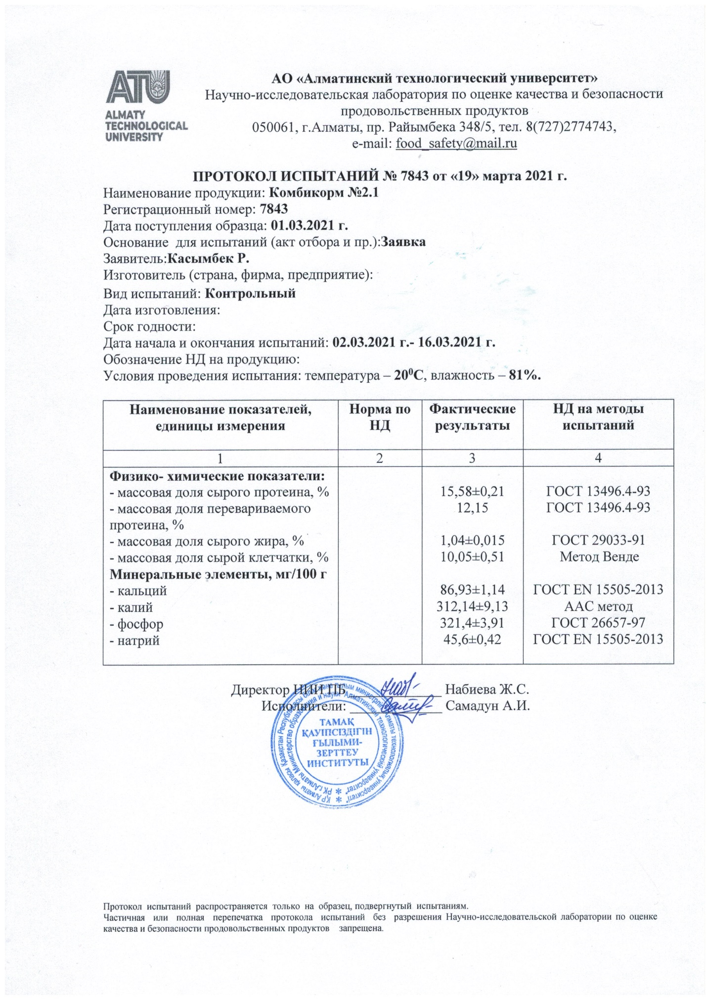 ATU
ALMATY
TECHNOLOGICAL
UNIVERSITY
АО «Алматинский технологический университет»
Научно-исследовательская лаборатория по оценке качества и безопасности
продовольственных продуктов
050061, г.Алматы, пр. Райымбека 348/5, тел. 8(727)2774743,
e-mail: food_safety@mail.ru
ПРОТОКОЛ ИСПЫТАНИЙ № 7843 от «19» марта 2021 г.
Наименование продукции: Комбикорм №2.1
Регистрационный номер: 7843
Дата поступления образца: 01.03.2021 г.
Основание для испытаний (акт отбора и пр.):Заявка
Заявитель:Касымбек Р.
Изготовитель (страна, фирма, предприятие):
Вид испытаний: Контрольный
Дата изготовления:
Срок годности:
Дата начала и окончания испытаний: 02.03.2021 г.- 16.03.2021 г.
Обозначение НД на продукцию:
Условия проведения испытания: температура – 20⁰С, влажность – 81%.
Наименование показателей, Норма по Фактические НД на методы
единицы измерения НД результаты испытаний
1 2 3 4
Физико- химические показатели:
- массовая доля сырого протеина, % 15,58±0,21 ГОСТ 13496.4-93
- массовая доля перевариваемого 12,15 ГОСТ 13496.4-93
протеина, %
- массовая доля сырого жира, % 1,04±0,015 ГОСТ 29033-91
- массовая доля сырой клетчатки, % 10,05±0,51 Метод Венде
Минеральные элементы, мг/100 г
- кальций 86,93±1,14 ГОСТ EN 15505-2013
- калий 312,14±9,13 ААС метод
- фосфор 321,4±3,91 ГОСТ 26657-97
- натрий 45,6±0,42 ГОСТ EN 15505-2013
Директор НИИ ПБ Набиева Ж.С.
Исполнители: Самадун А.И.
ҚР Алматы қаласы Қазақстан Республикасы білім және ғылым министрлігі "Алматы технологиялық университеті"
РК г.Алматы Министерство образования и науки "Алматинский технологический университет"
ТАМАҚ
ҚАУІПСІЗДІГІН
ҒЫЛЫМИ-
ЗЕРТТЕУ
ИНСТИТУТЫ
Протокол испытаний распространяется только на образец, подвергнутый испытаниям.
Частичная или полная перепечатка протокола испытаний без разрешения Научно-исследовательской лаборатории по оценке
качества и безопасности продовольственных продуктов запрещена.